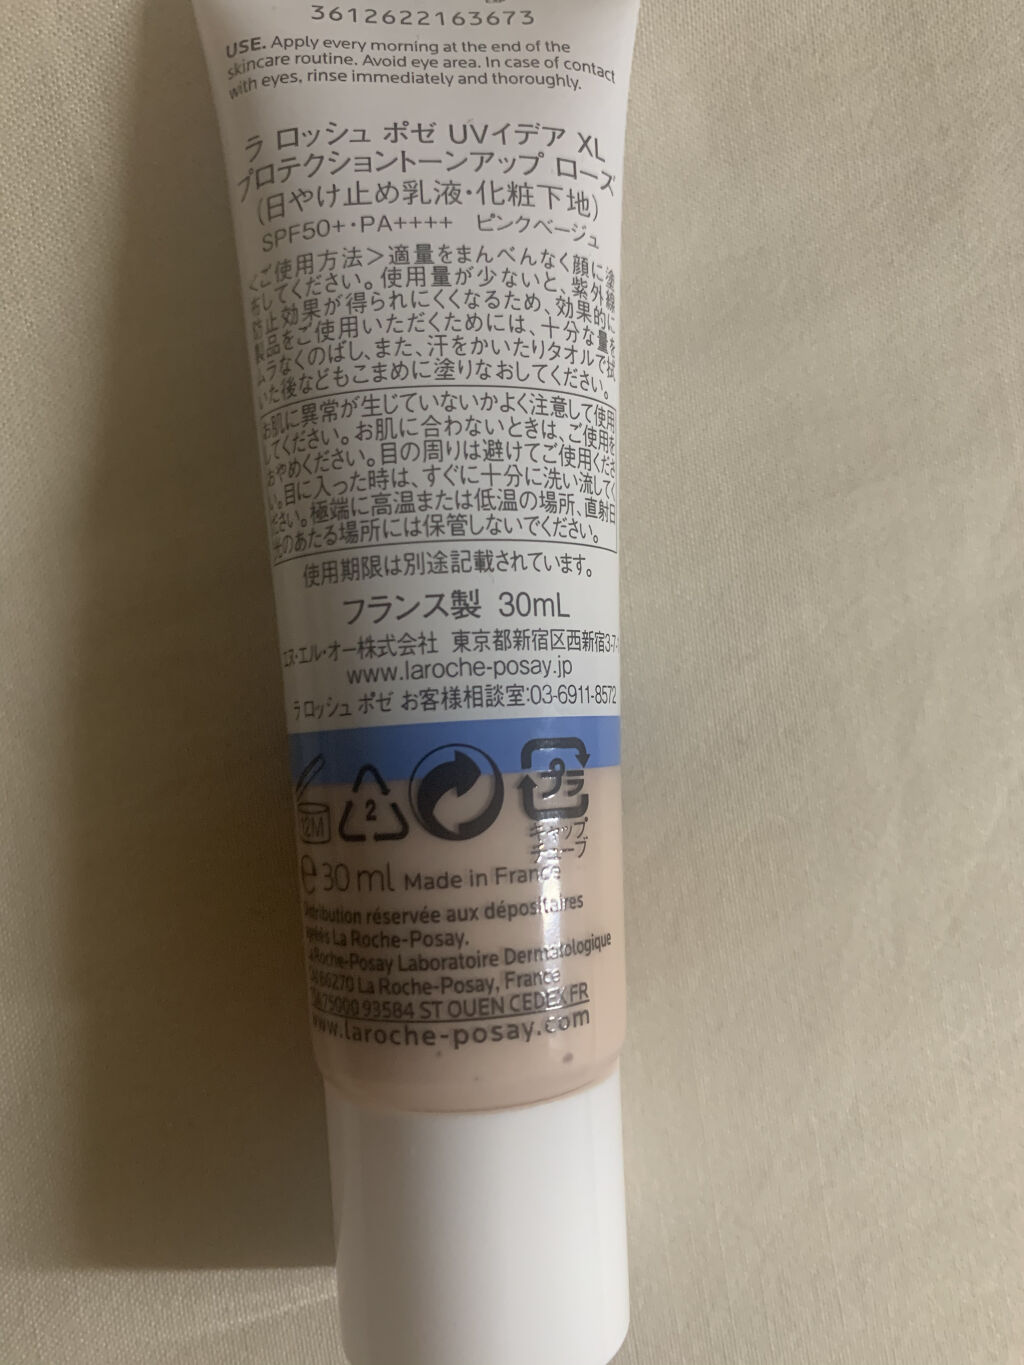 3612622163673
USE. Apply every morning at the end of the
skincare routine. Avoid eye area. In case of contact
with eyes, rinse immediately and thoroughly.
ラ ロッシュ ポゼ UVイデア XL
プロテクショントーンアップ ローズ
(日やけ止め乳液・化粧下地)
SPF50+・PA++++ ピンクベージュ
<ご使用方法>適量をまんべんなく顔に塗
布してください。使用量が少ないと、紫外線
防止効果が得られにくくなるため、効果的に
製品をご使用いただくためには、十分な量を
ムラなくのばし、また、汗をかいたりタオルで拭
いた後などもこまめに塗りなおしてください。
お肌に異常が生じていないかよく注意して使用
してください。お肌に合わないときは、ご使用を
おやめください。目の周りは避けてご使用くださ
い。目に入った時は、すぐに十分に洗い流してく
ださい。極端に高温または低温の場所、直射日
光のあたる場所には保管しないでください。
使用期限は別途記載されています。
フランス製 30mL
エヌ・エル・オー株式会社 東京都新宿区西新宿3-7-
www.laroche-posay.jp
ラ ロッシュ ポゼ お客様相談室:03-6911-8572
12M
2
プラ
キャップ
チューブ
e 30 ml Made in France
Distribution réservée aux dépositaires
agréés La Roche-Posay.
La Roche-Posay Laboratoire Dermatologique
86270 La Roche-Posay, France
75000 93584 ST OUEN CEDEX FR
www.laroche-posay.com